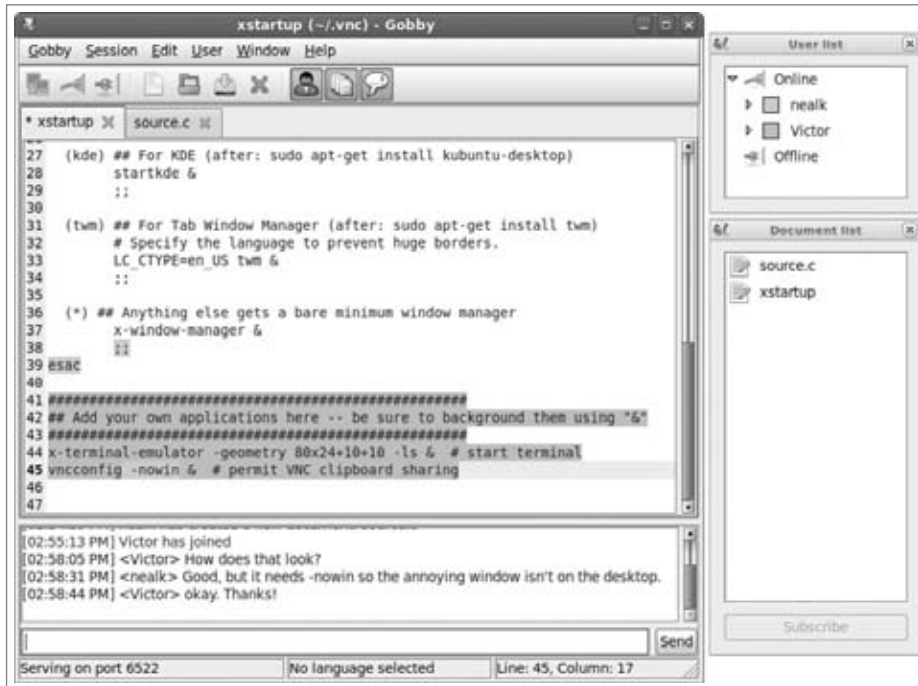 xstartup (~/.vnc) - Gobby
Gobby Session Edit User Window Help
* xstartup
source.c
27 (kde) ## For KDE (after: sudo apt-get install kubuntu-desktop)
28 startkde &
29 ;;
30
31 (twm) ## For Tab Window Manager (after: sudo apt-get install twm)
32 # Specify the language to prevent huge borders.
33 LC_CTYPE=en_US twm &
34 ;;
35
36 (*) ## Anything else gets a bare minimum window manager
37 x-window-manager &
38 ;;
39 esac
40
41 #######################################################
42 ## Add your own applications here -- be sure to background them using "&"
43 #######################################################
44 x-terminal-emulator -geometry 80x24+10+10 -ls & # start terminal
45 vncconfig -nowin & # permit VNC clipboard sharing
46
47
[02:55:13 PM] Victor has joined
[02:58:05 PM] <Victor> How does that look?
[02:58:31 PM] <nealk> Good, but it needs -nowin so the annoying window isn't on the desktop.
[02:58:44 PM] <Victor> okay. Thanks!
Send
Serving on port 6522
No language selected
Line: 45, Column: 17
User list
Online
nealk
Victor
Offline
Document list
source.c
xstartup
Subscribe